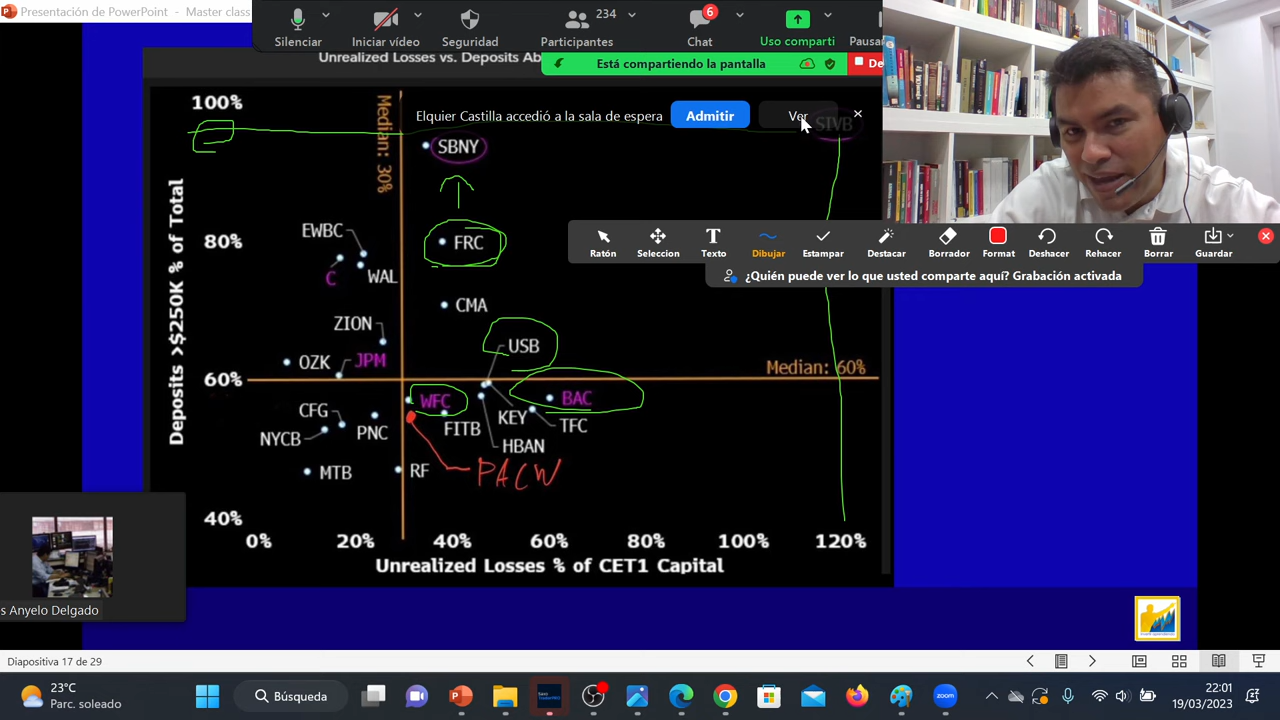 Presentación de PowerPoint - Master class
Silenciar
Iniciar vídeo
Seguridad
234
Participantes
6
Chat
Uso comparti
Pausar
Está compartiendo la pantalla
De
Unrealized Losses vs. Deposits Ab
Elquier Castilla accedió a la sala de espera
Admitir
Ver
100%
80%
60%
40%
Deposits >$250K % of Total
Median: 30%
SIVB
SBNY
EWBC
FRC
C
WAL
CMA
ZION
USB
OZK
JPM
Median: 60%
WFC
BAC
CFG
KEY
TFC
FITB
NYCB
PNC
HBAN
MTB
RF
PACW
0%
20%
40%
60%
80%
100%
120%
Unrealized Losses % of CET1 Capital
Ratón
Seleccion
Texto
Dibujar
Estampar
Destacar
Borrador
Format
Deshacer
Rehacer
Borrar
Guardar
¿Quién puede ver lo que usted comparte aquí? Grabación activada
s Anyelo Delgado
Diapositiva 17 de 29
23°C
Parc. soleado
Búsqueda
zoom
22:01
19/03/2023